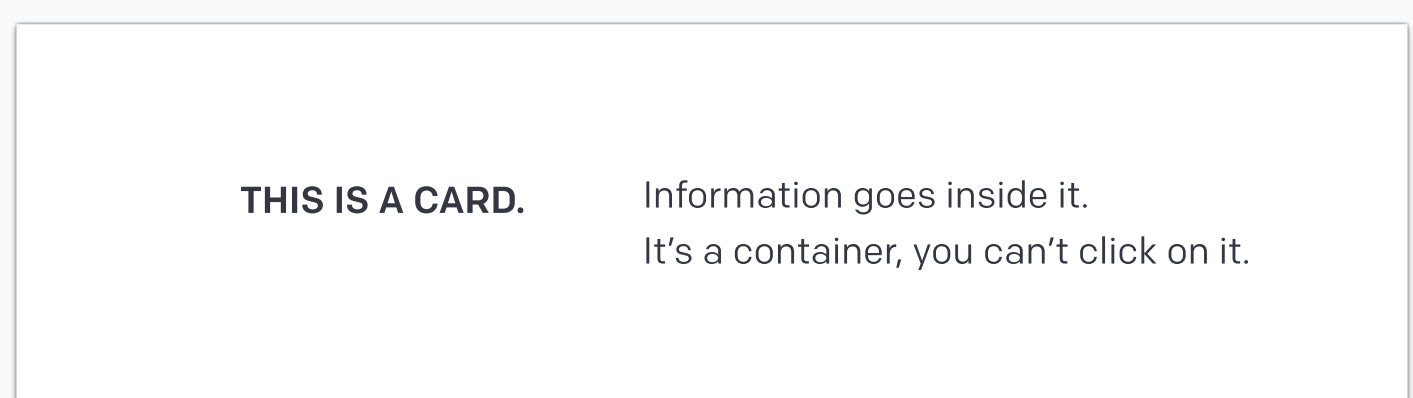 THIS IS A CARD.
Information goes inside it.
It’s a container, you can’t click on it.